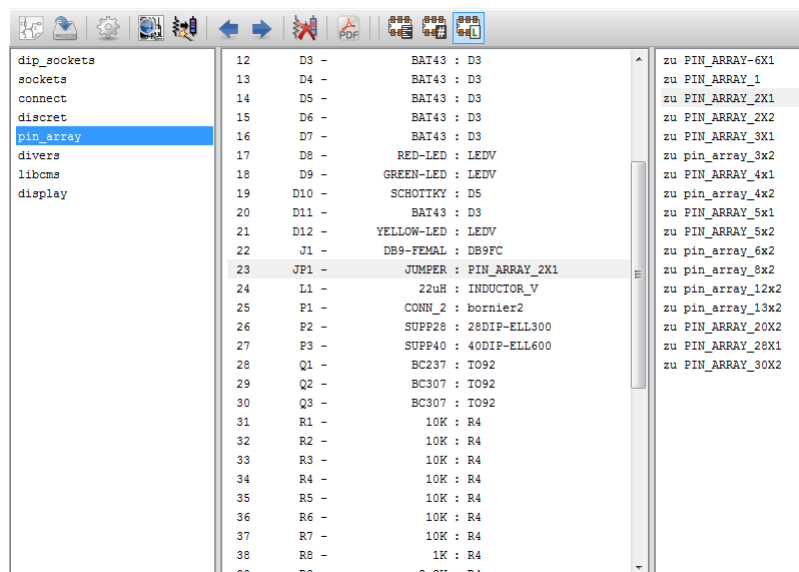 PDF
#
L
dip_sockets
sockets
connect
discret
pin_array
divers
libcms
display
12 D3 - BAT43 : D3
13 D4 - BAT43 : D3
14 D5 - BAT43 : D3
15 D6 - BAT43 : D3
16 D7 - BAT43 : D3
17 D8 - RED-LED : LEDV
18 D9 - GREEN-LED : LEDV
19 D10 - SCHOTTKY : D5
20 D11 - BAT43 : D3
21 D12 - YELLOW-LED : LEDV
22 J1 - DB9-FEMAL : DB9FC
23 JP1 - JUMPER : PIN_ARRAY_2X1
24 L1 - 22uH : INDUCTOR_V
25 P1 - CONN_2 : bornier2
26 P2 - SUPP28 : 28DIP-ELL300
27 P3 - SUPP40 : 40DIP-ELL600
28 Q1 - BC237 : TO92
29 Q2 - BC307 : TO92
30 Q3 - BC307 : TO92
31 R1 - 10K : R4
32 R2 - 10K : R4
33 R3 - 10K : R4
34 R4 - 10K : R4
35 R5 - 10K : R4
36 R6 - 10K : R4
37 R7 - 10K : R4
38 R8 - 1K : R4
zu PIN_ARRAY-6X1
zu PIN_ARRAY_1
zu PIN_ARRAY_2X1
zu PIN_ARRAY_2X2
zu PIN_ARRAY_3X1
zu pin_array_3x2
zu PIN_ARRAY_4x1
zu pin_array_4x2
zu PIN_ARRAY_5x1
zu PIN_ARRAY_5x2
zu pin_array_6x2
zu pin_array_8x2
zu pin_array_12x2
zu pin_array_13x2
zu PIN_ARRAY_20X2
zu PIN_ARRAY_28X1
zu PIN_ARRAY_30X2